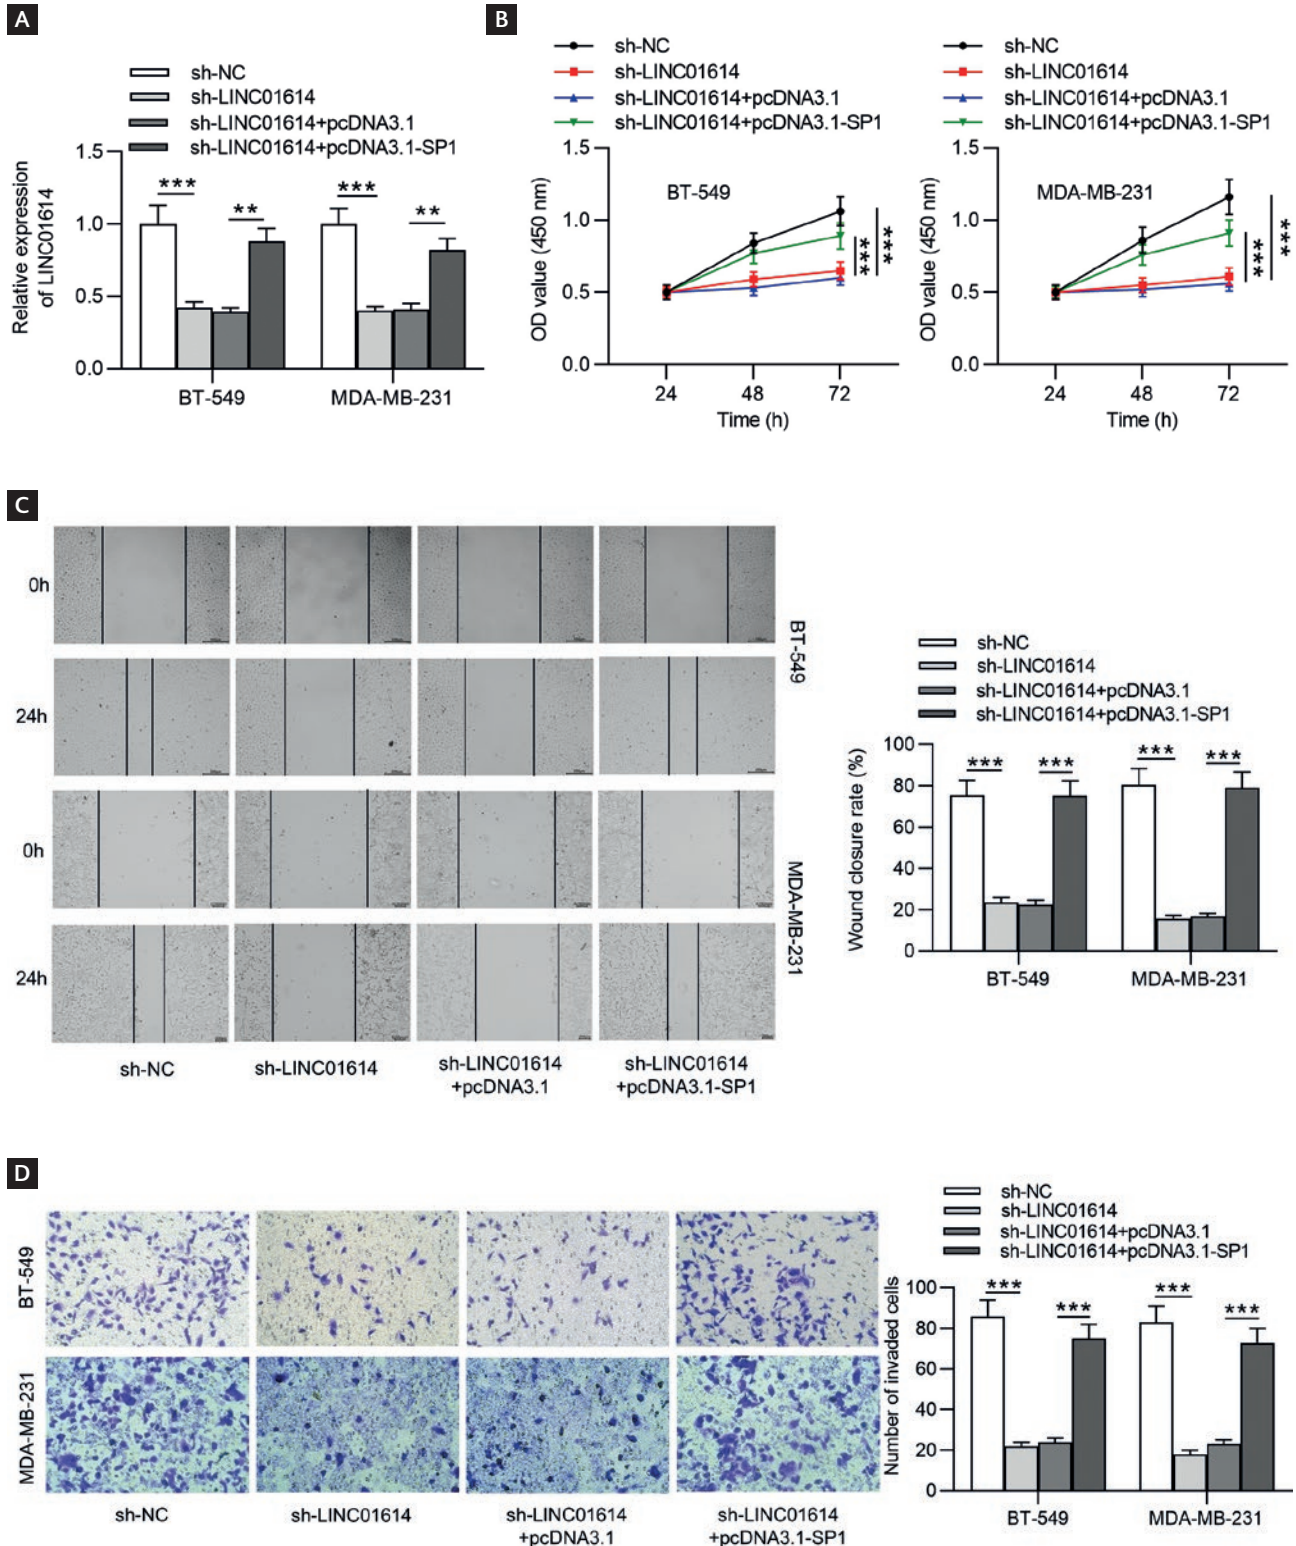 A
sh-NC
sh-LINC01614
sh-LINC01614+pcDNA3.1
sh-LINC01614+pcDNA3.1-SP1
Relative expression
of LINC01614
1.5
1.0
0.5
0.0
***
**
***
**
BT-549
MDA-MB-231
B
sh-NC
sh-LINC01614
sh-LINC01614+pcDNA3.1
sh-LINC01614+pcDNA3.1-SP1
OD value (450 nm)
1.5
1.0
0.5
0.0
BT-549
***
***
24
48
72
Time (h)
sh-NC
sh-LINC01614
sh-LINC01614+pcDNA3.1
sh-LINC01614+pcDNA3.1-SP1
OD value (450 nm)
1.5
1.0
0.5
0.0
MDA-MB-231
***
***
24
48
72
Time (h)
C
0h
24h
0h
24h
BT-549
MDA-MB-231
sh-NC
sh-LINC01614
sh-LINC01614
+pcDNA3.1
sh-LINC01614
+pcDNA3.1-SP1
sh-NC
sh-LINC01614
sh-LINC01614+pcDNA3.1
sh-LINC01614+pcDNA3.1-SP1
Wound closure rate (%)
100
80
60
40
20
0
***
***
***
***
BT-549
MDA-MB-231
D
BT-549
MDA-MB-231
sh-NC
sh-LINC01614
sh-LINC01614
+pcDNA3.1
sh-LINC01614
+pcDNA3.1-SP1
sh-NC
sh-LINC01614
sh-LINC01614+pcDNA3.1
sh-LINC01614+pcDNA3.1-SP1
Number of invaded cells
100
80
60
40
20
0
***
***
***
***
BT-549
MDA-MB-231